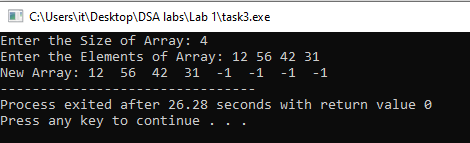 C:\Users\it\Desktop\DSA labs\Lab 1\task3.exe
Enter the Size of Array: 4
Enter the Elements of Array: 12 56 42 31
New Array: 12  56  42  31  -1  -1  -1  -1
--------------------------------
Process exited after 26.28 seconds with return value 0
Press any key to continue . . .